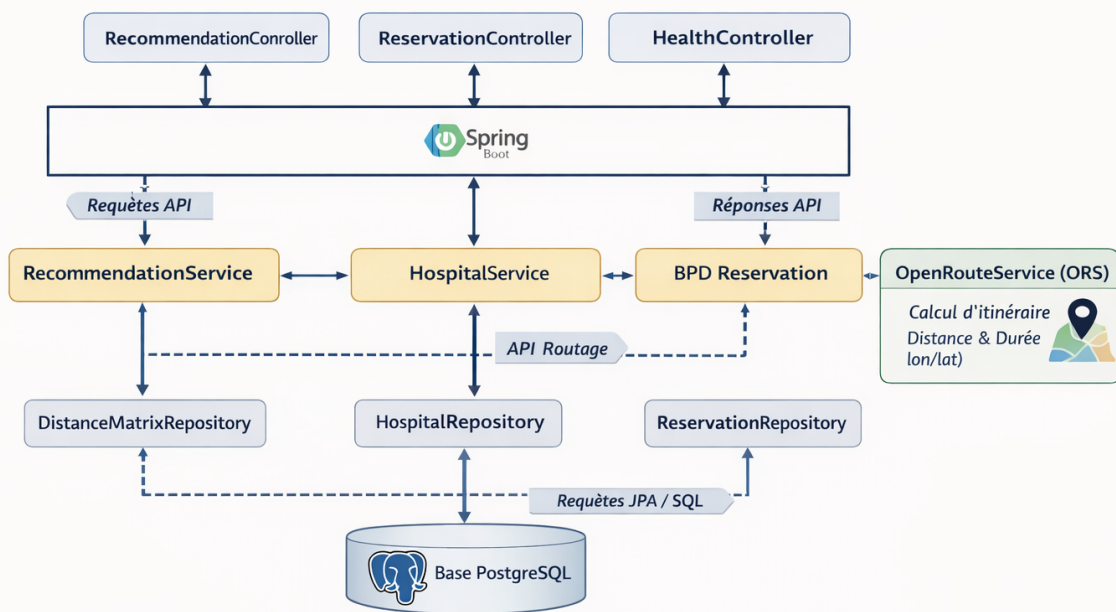 RecommendationConroller
ReservationController
HealthController
Spring
Boot
Requètes API
Réponses API
RecommendationService
HospitalService
BPD Reservation
OpenRouteService (ORS)
Calcul d'itinéraire
Distance & Durée
lon/lat)
API Routage
DistanceMatrixRepository
HospitalRepository
ReservationRepository
Requètes JPA / SQL
Base PostgreSQL